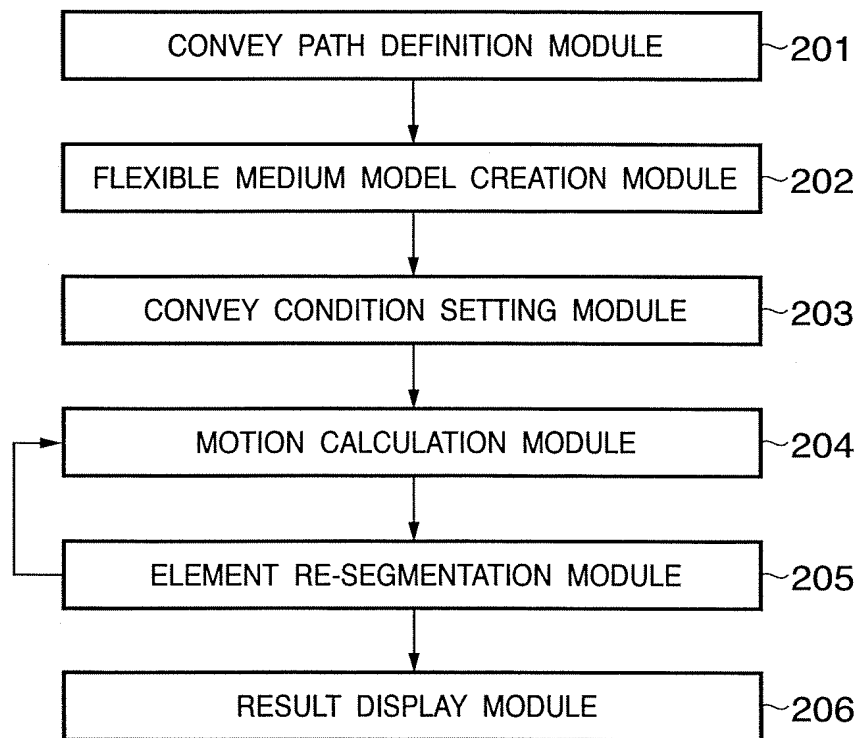 CONVEY PATH DEFINITION MODULE ~201
FLEXIBLE MEDIUM MODEL CREATION MODULE ~202
CONVEY CONDITION SETTING MODULE ~203
MOTION CALCULATION MODULE ~204
ELEMENT RE-SEGMENTATION MODULE ~205
RESULT DISPLAY MODULE ~206